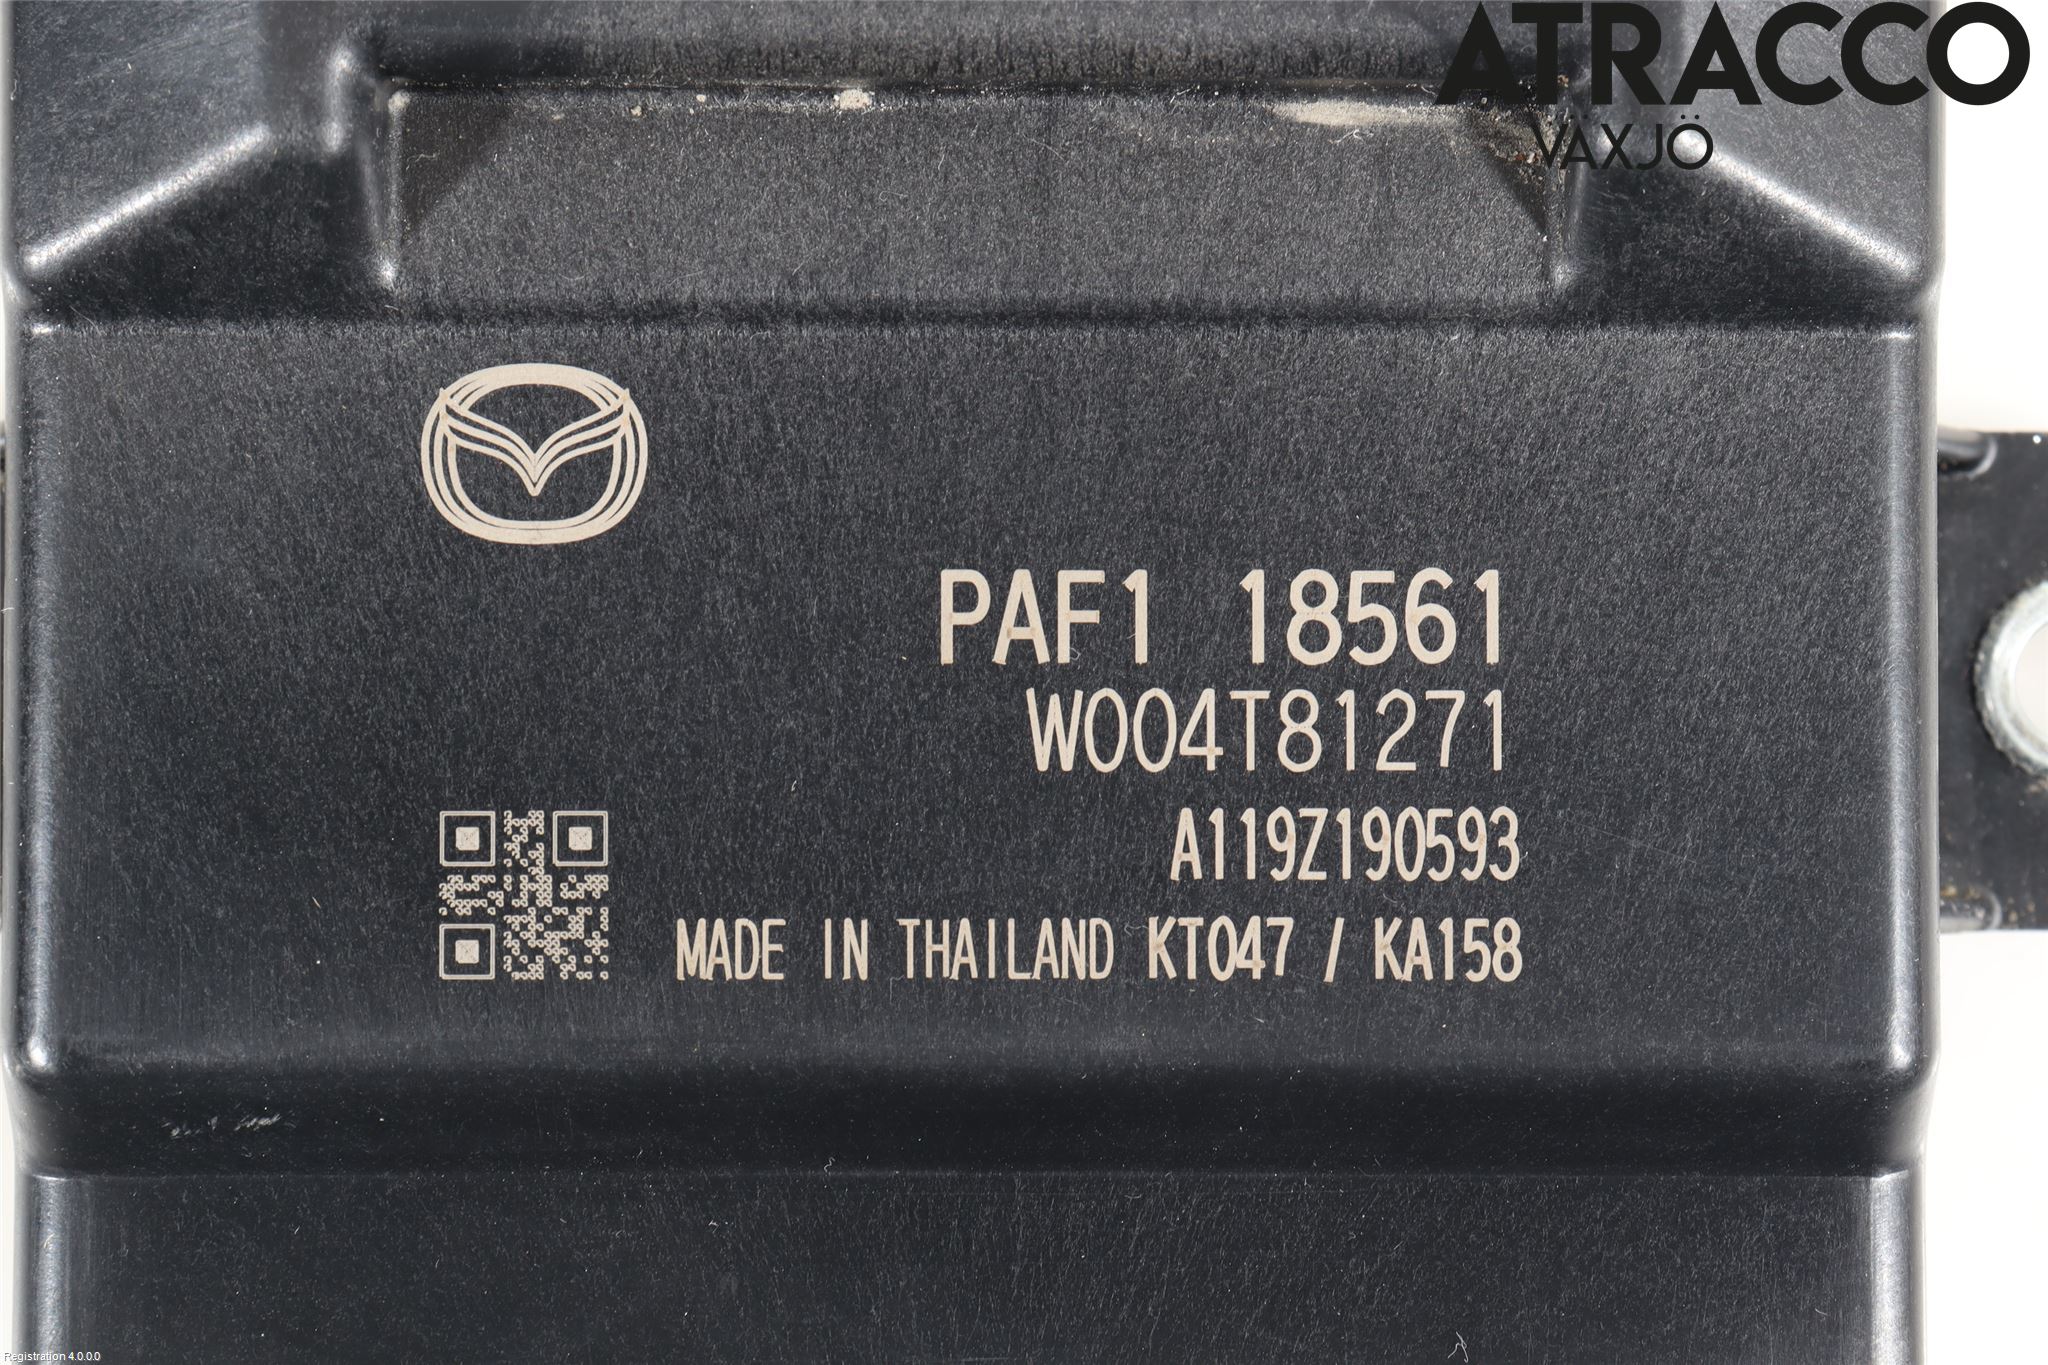 ATRACCO
VÄXJÖ
PAF1 18561
W004T81271
A119Z190593
MADE IN THAILAND KT047 / KA158
Registration 4.0.0.0